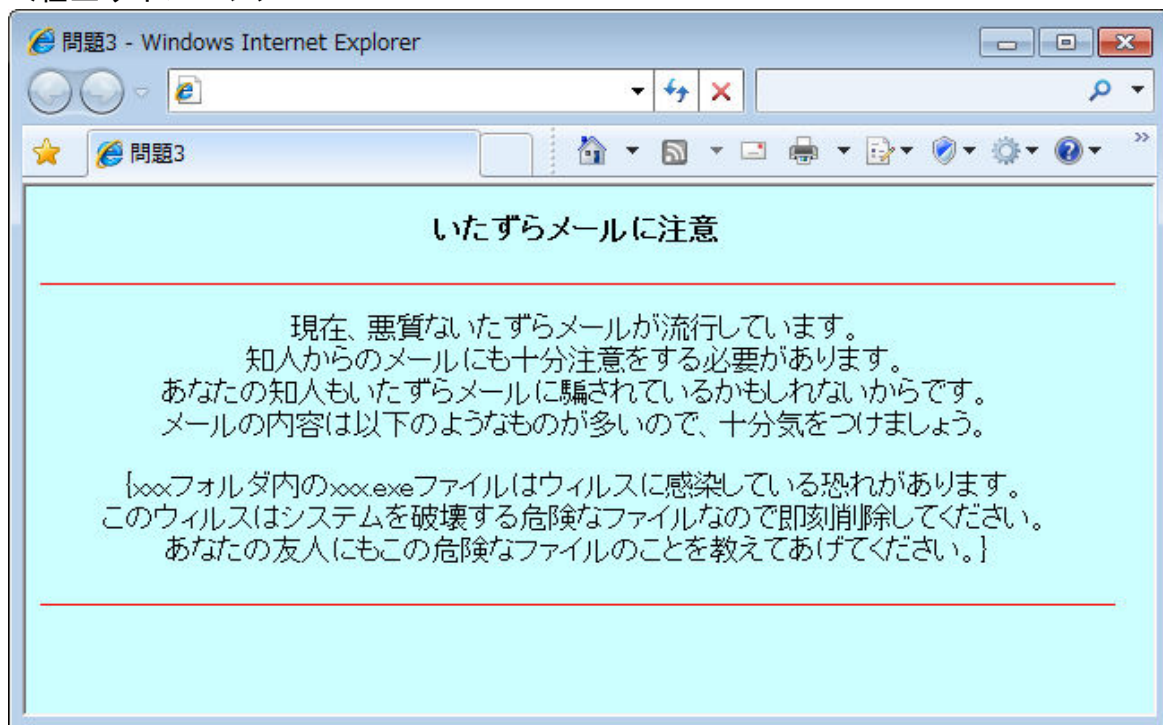 問題3 - Windows Internet Explorer
問題3
いたずらメールに注意
現在、悪質ないたずらメールが流行しています。
知人からのメールにも十分注意をする必要があります。
あなたの知人もいたずらメールに騙されているかもしれないからです。
メールの内容は以下のようなものが多いので、十分気をつけましょう。
{xxxフォルダ内のxxx.exeファイルはウィルスに感染している恐れがあります。
このウィルスはシステムを破壊する危険なファイルなので即刻削除してください。
あなたの友人にもこの危険なファイルのことを教えてあげてください。}